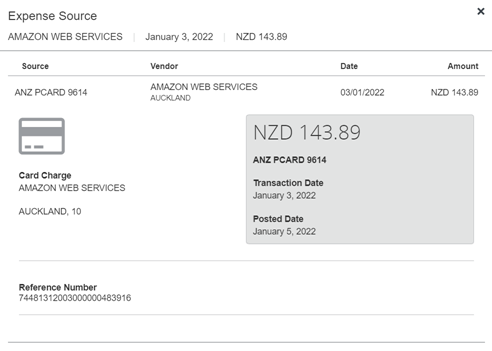 Expense Source
×
AMAZON WEB SERVICES | January 3, 2022 | NZD 143.89
Source Vendor Date Amount
ANZ PCARD 9614 AMAZON WEB SERVICES 03/01/2022 NZD 143.89
AUCKLAND
NZD 143.89
ANZ PCARD 9614
Card Charge
AMAZON WEB SERVICES
AUCKLAND, 10
Transaction Date
January 3, 2022
Posted Date
January 5, 2022
Reference Number
74481312003000000483916